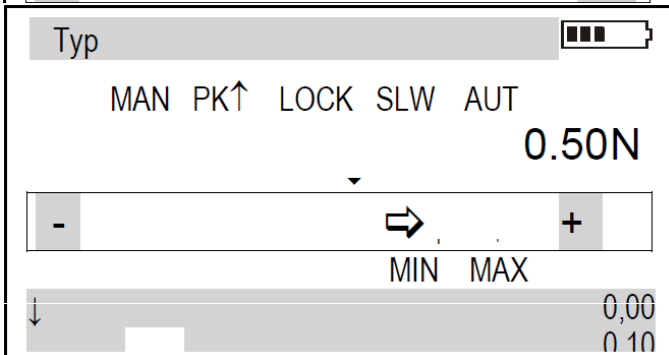 Typ
MAN PK↑ LOCK SLW AUT
0.50N
- ⇨ +
MIN MAX
↓ 0,00
0.10